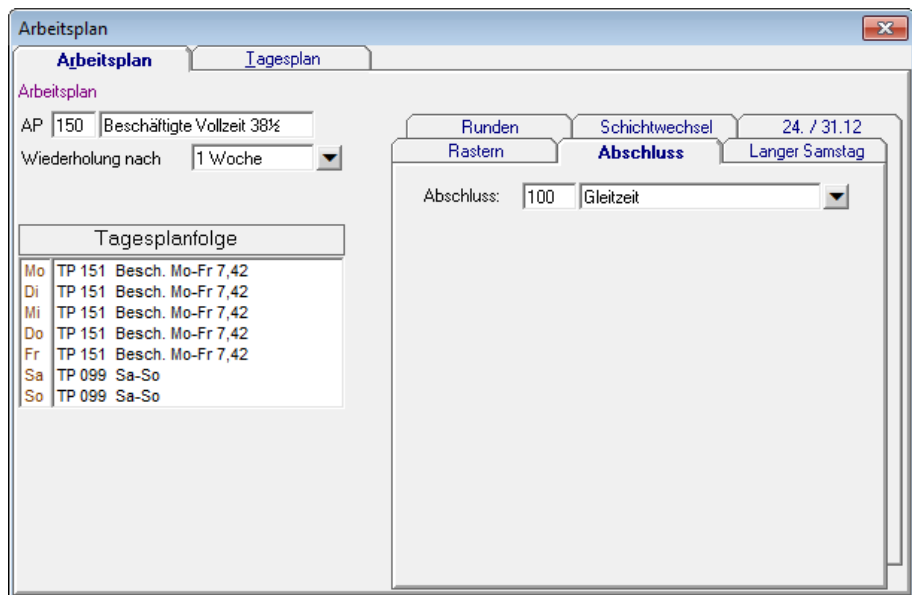 Arbeitsplan
Arbeitsplan
Tagesplan
Arbeitsplan
AP 150 Beschäftigte Vollzeit 38½
Wiederholung nach 1 Woche
Tagesplanfolge
Mo TP 151 Besch. Mo-Fr 7,42
Di TP 151 Besch. Mo-Fr 7,42
Mi TP 151 Besch. Mo-Fr 7,42
Do TP 151 Besch. Mo-Fr 7,42
Fr TP 151 Besch. Mo-Fr 7,42
Sa TP 099 Sa-So
So TP 099 Sa-So
Runden
Schichtwechsel
24. / 31.12
Rastern
Abschluss
Langer Samstag
Abschluss: 100 Gleitzeit